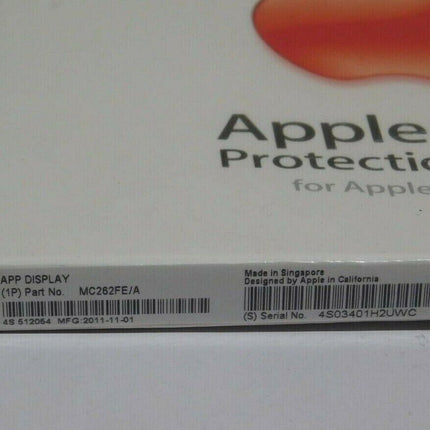 Apple
Protectio
for Apple
APP DISPLAY
(1P) Part No. MC262FE/A
4S 512054 MFG:2011-11-01
Made in Singapore
Designed by Apple in California
(S) Serial No. 4S03401H2UWC